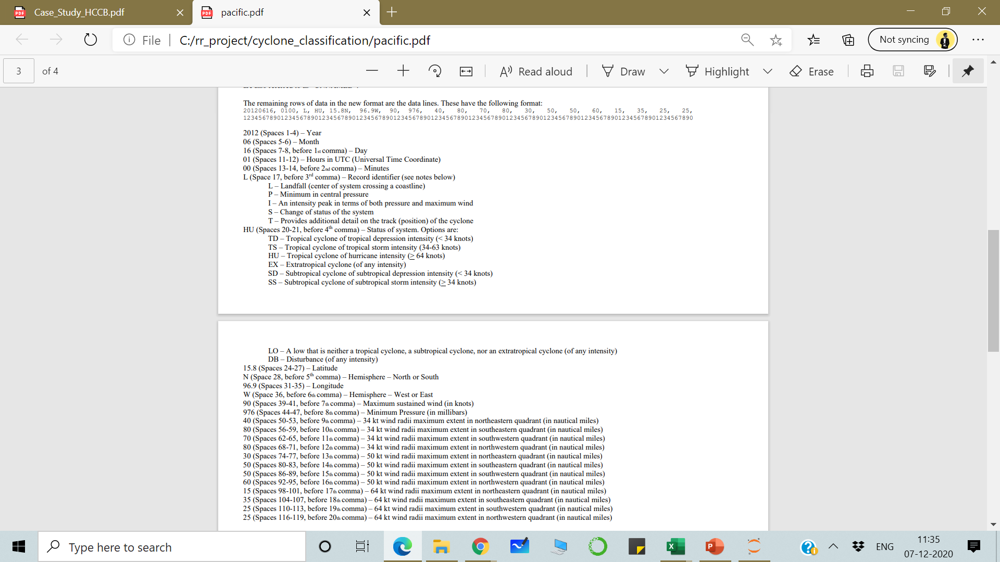 Case_Study_HCCB.pdf
pacific.pdf
File
C:/rr_project/cyclone_classification/pacific.pdf
Not syncing
3 of 4
Read aloud
Draw
Highlight
Erase
The remaining rows of data in the new format are the data lines. These have the following format:
20120616, 0100, L, HU, 15.8N, 96.9W, 90, 976, 40, 80, 70, 80, 30, 50, 50, 60, 15, 35, 25, 25,
123456789012345678901234567890123456789012345678901234567890123456789012345678901234567890123456789012345678901234567890
2012 (Spaces 1-4) – Year
06 (Spaces 5-6) – Month
16 (Spaces 7-8, before 1st comma) – Day
01 (Spaces 11-12) – Hours in UTC (Universal Time Coordinate)
00 (Spaces 13-14, before 2nd comma) – Minutes
L (Space 17, before 3rd comma) – Record identifier (see notes below)
L – Landfall (center of system crossing a coastline)
P – Minimum in central pressure
I – An intensity peak in terms of both pressure and maximum wind
S – Change of status of the system
T – Provides additional detail on the track (position) of the cyclone
HU (Spaces 20-21, before 4th comma) – Status of system. Options are:
TD – Tropical cyclone of tropical depression intensity (< 34 knots)
TS – Tropical cyclone of tropical storm intensity (34-63 knots)
HU – Tropical cyclone of hurricane intensity (≥ 64 knots)
EX – Extratropical cyclone (of any intensity)
SD – Subtropical cyclone of subtropical depression intensity (< 34 knots)
SS – Subtropical cyclone of subtropical storm intensity (≥ 34 knots)
LO – A low that is neither a tropical cyclone, a subtropical cyclone, nor an extratropical cyclone (of any intensity)
DB – Disturbance (of any intensity)
15.8 (Spaces 24-27) – Latitude
N (Space 28, before 5th comma) – Hemisphere – North or South
96.9 (Spaces 31-35) – Longitude
W (Space 36, before 6th comma) – Hemisphere – West or East
90 (Spaces 39-41, before 7th comma) – Maximum sustained wind (in knots)
976 (Spaces 44-47, before 8th comma) – Minimum Pressure (in millibars)
40 (Spaces 50-53, before 9th comma) – 34 kt wind radii maximum extent in northeastern quadrant (in nautical miles)
80 (Spaces 56-59, before 10th comma) – 34 kt wind radii maximum extent in southeastern quadrant (in nautical miles)
70 (Spaces 62-65, before 11th comma) – 34 kt wind radii maximum extent in southwestern quadrant (in nautical miles)
80 (Spaces 68-71, before 12th comma) – 34 kt wind radii maximum extent in northwestern quadrant (in nautical miles)
30 (Spaces 74-77, before 13th comma) – 50 kt wind radii maximum extent in northeastern quadrant (in nautical miles)
50 (Spaces 80-83, before 14th comma) – 50 kt wind radii maximum extent in southeastern quadrant (in nautical miles)
50 (Spaces 86-89, before 15th comma) – 50 kt wind radii maximum extent in southwestern quadrant (in nautical miles)
60 (Spaces 92-95, before 16th comma) – 50 kt wind radii maximum extent in northwestern quadrant (in nautical miles)
15 (Spaces 98-101, before 17th comma) – 64 kt wind radii maximum extent in northeastern quadrant (in nautical miles)
35 (Spaces 104-107, before 18th comma) – 64 kt wind radii maximum extent in southeastern quadrant (in nautical miles)
25 (Spaces 110-113, before 19th comma) – 64 kt wind radii maximum extent in southwestern quadrant (in nautical miles)
25 (Spaces 116-119, before 20th comma) – 64 kt wind radii maximum extent in northwestern quadrant (in nautical miles)
Type here to search
ENG
11:35
07-12-2020